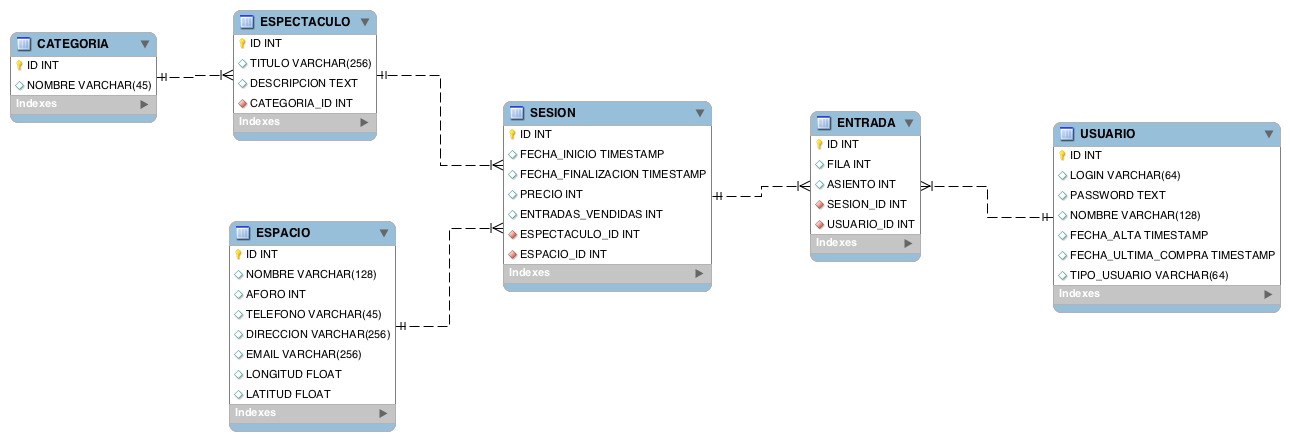 CATEGORIA
ID INT
NOMBRE VARCHAR(45)
Indexes
ESPECTACULO
ID INT
TITULO VARCHAR(256)
DESCRIPCION TEXT
CATEGORIA_ID INT
Indexes
ESPACIO
ID INT
NOMBRE VARCHAR(128)
AFORO INT
TELEFONO VARCHAR(45)
DIRECCION VARCHAR(256)
EMAIL VARCHAR(256)
LONGITUD FLOAT
LATITUD FLOAT
Indexes
SESION
ID INT
FECHA_INICIO TIMESTAMP
FECHA_FINALIZACION TIMESTAMP
PRECIO INT
ENTRADAS_VENDIDAS INT
ESPECTACULO_ID INT
ESPACIO_ID INT
Indexes
ENTRADA
ID INT
FILA INT
ASIENTO INT
SESION_ID INT
USUARIO_ID INT
Indexes
USUARIO
ID INT
LOGIN VARCHAR(64)
PASSWORD TEXT
NOMBRE VARCHAR(128)
FECHA_ALTA TIMESTAMP
FECHA_ULTIMA_COMPRA TIMESTAMP
TIPO_USUARIO VARCHAR(64)
Indexes